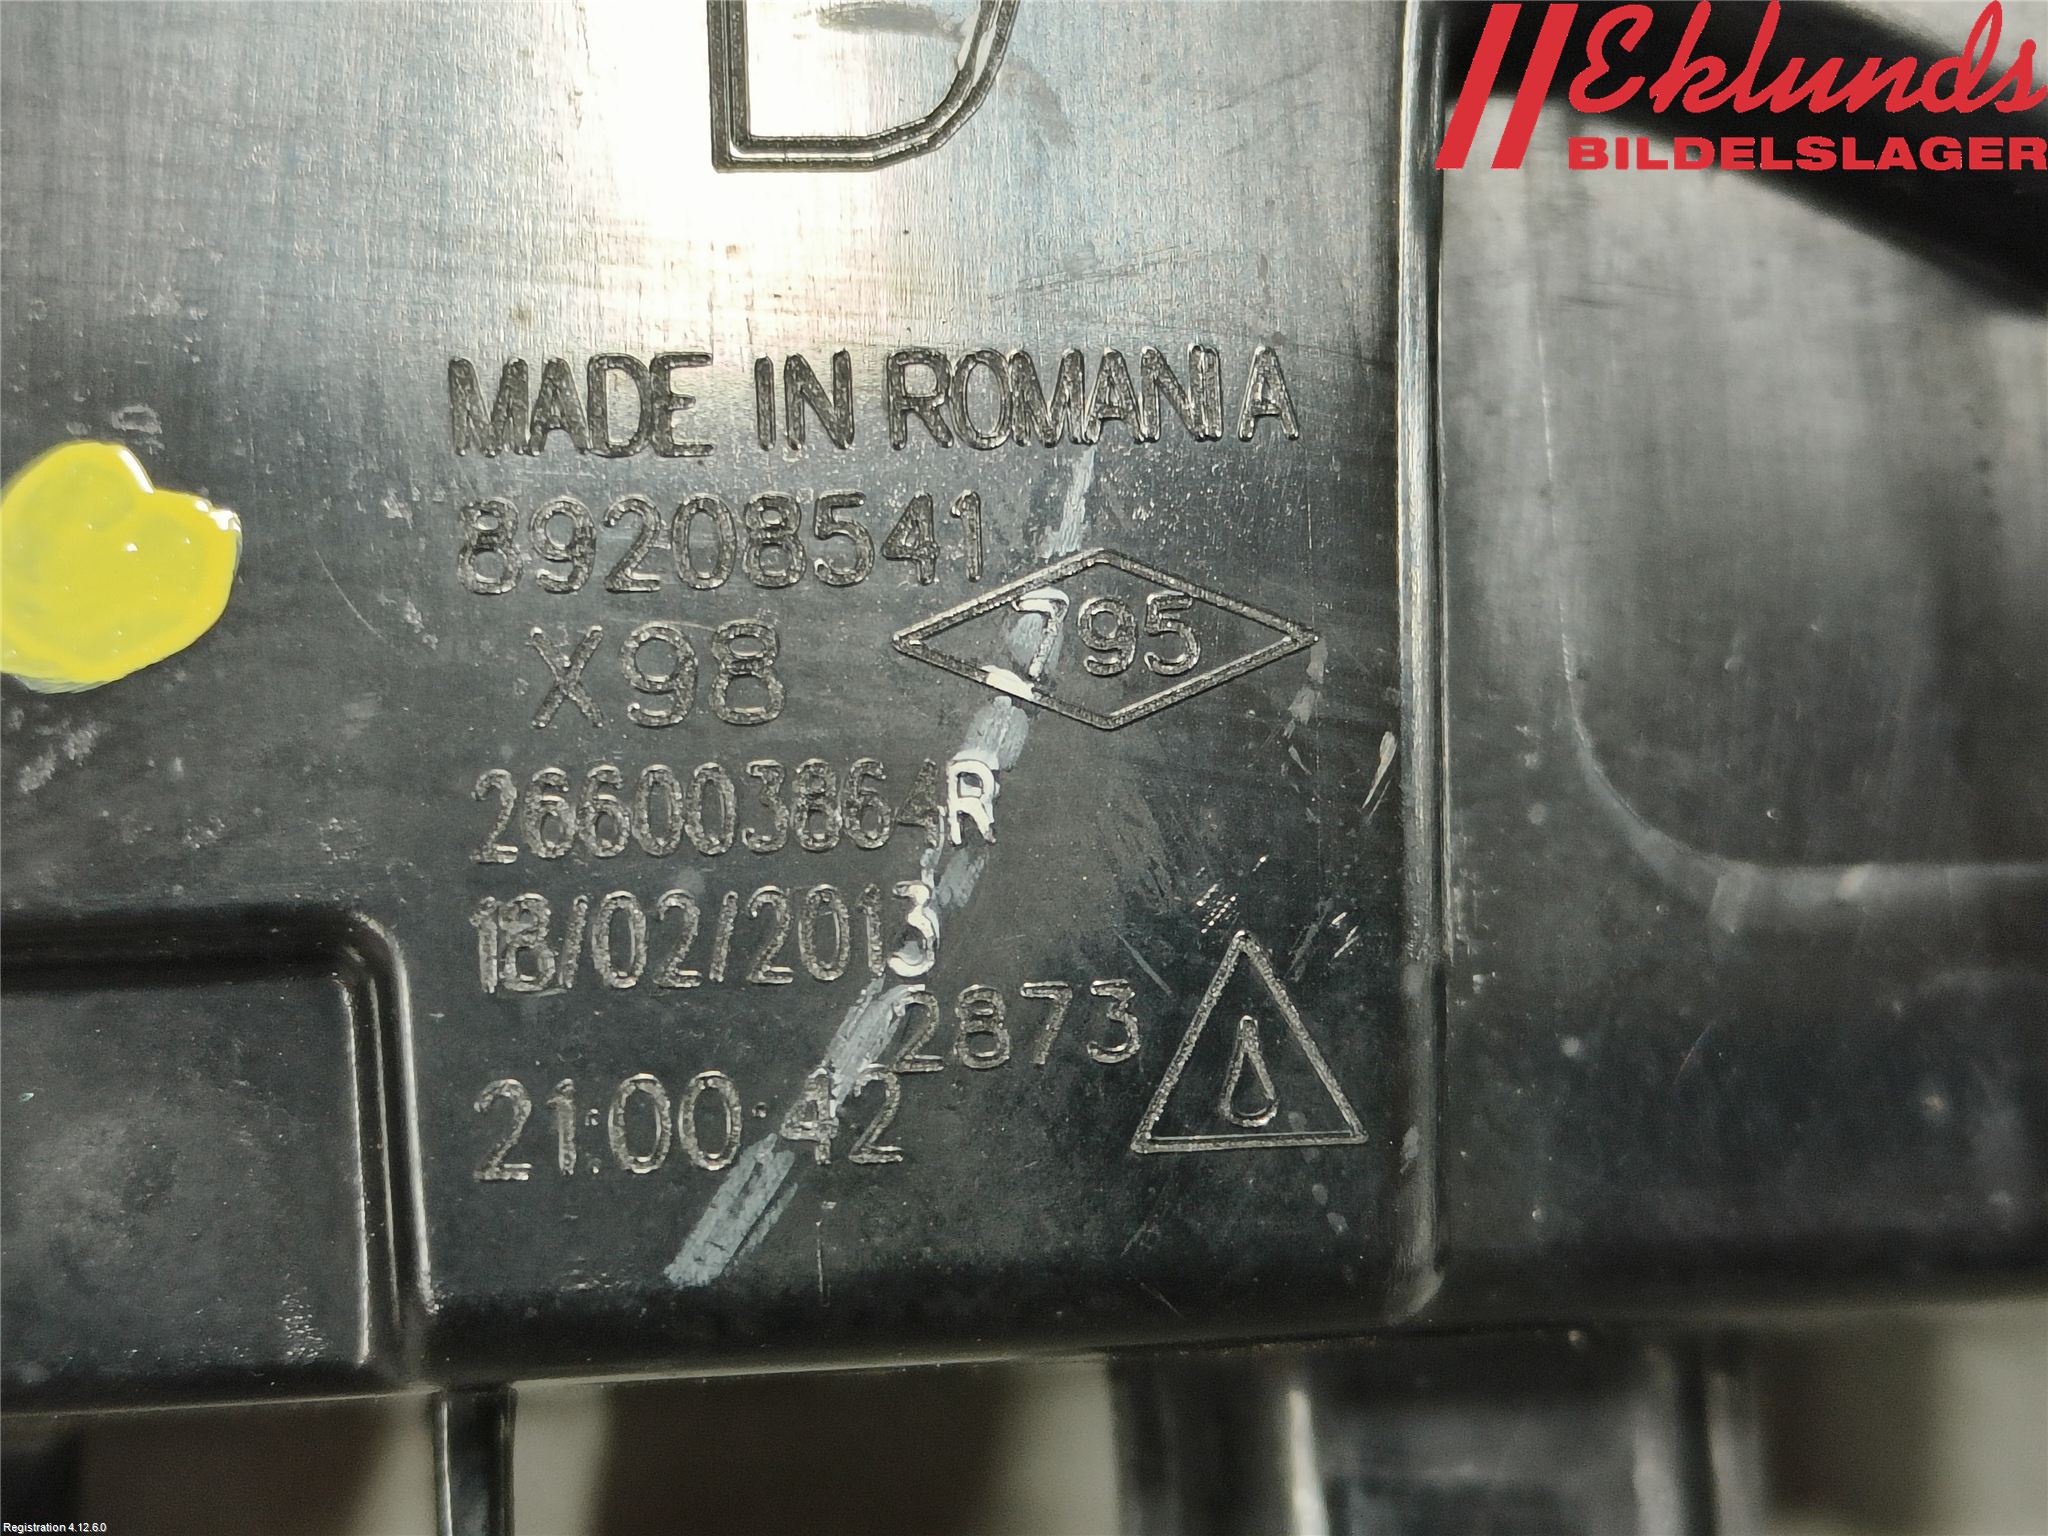 D
Eklunds
BILDELSLAGER
MADE IN ROMANIA
89208541
795
X98
266003864R
18/02/2013
2873
21:00:42
Registration 4.12.6.0